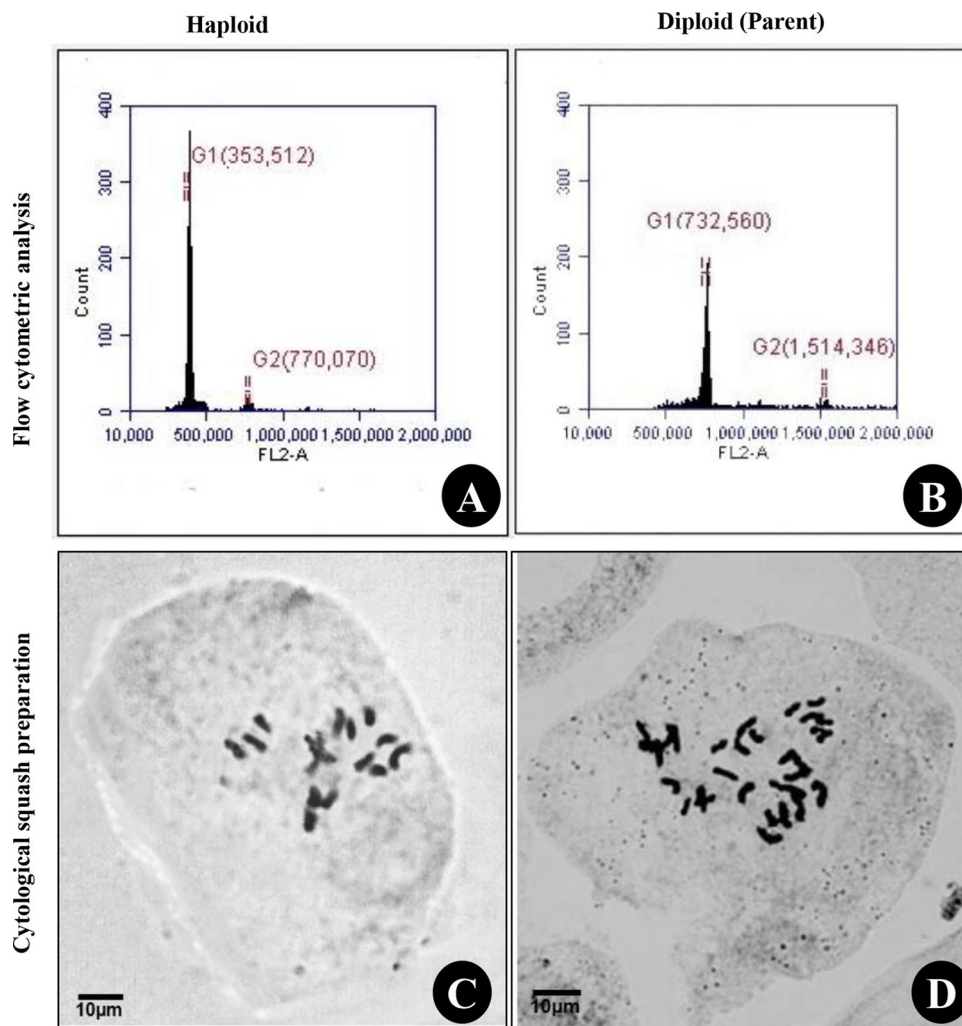 Haploid
Diploid (Parent)
Flow cytometric analysis
400
300
200
100
0
Count
G1(353,512)
G2(770,070)
10,000 500,000 1,000,000 1,500,000 2,000,000
FL2-A
A
400
300
200
100
0
Count
G1(732,560)
G2(1,514,346)
10,000 500,000 1,000,000 1,500,000 2,000,000
FL2-A
B
Cytological squash preparation
10µm
C
10µm
D